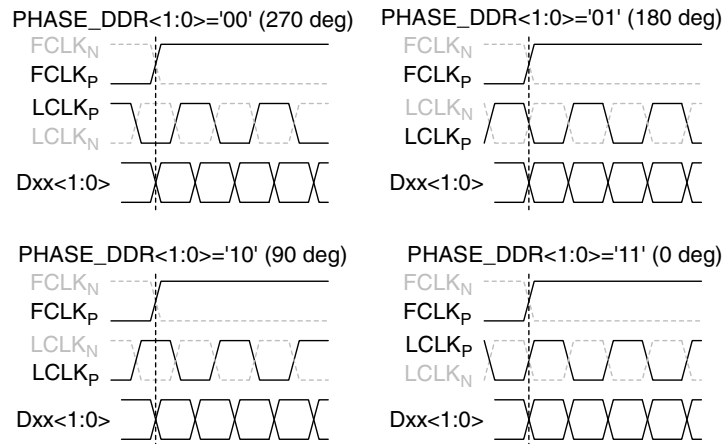 PHASE_DDR<1:0>='00' (270 deg)
FCLKN
FCLKP
LCLKP
LCLKN
Dxx<1:0>
PHASE_DDR<1:0>='01' (180 deg)
FCLKN
FCLKP
LCLKN
LCLKP
Dxx<1:0>
PHASE_DDR<1:0>='10' (90 deg)
FCLKN
FCLKP
LCLKN
LCLKP
Dxx<1:0>
PHASE_DDR<1:0>='11' (0 deg)
FCLKN
FCLKP
LCLKP
LCLKN
Dxx<1:0>